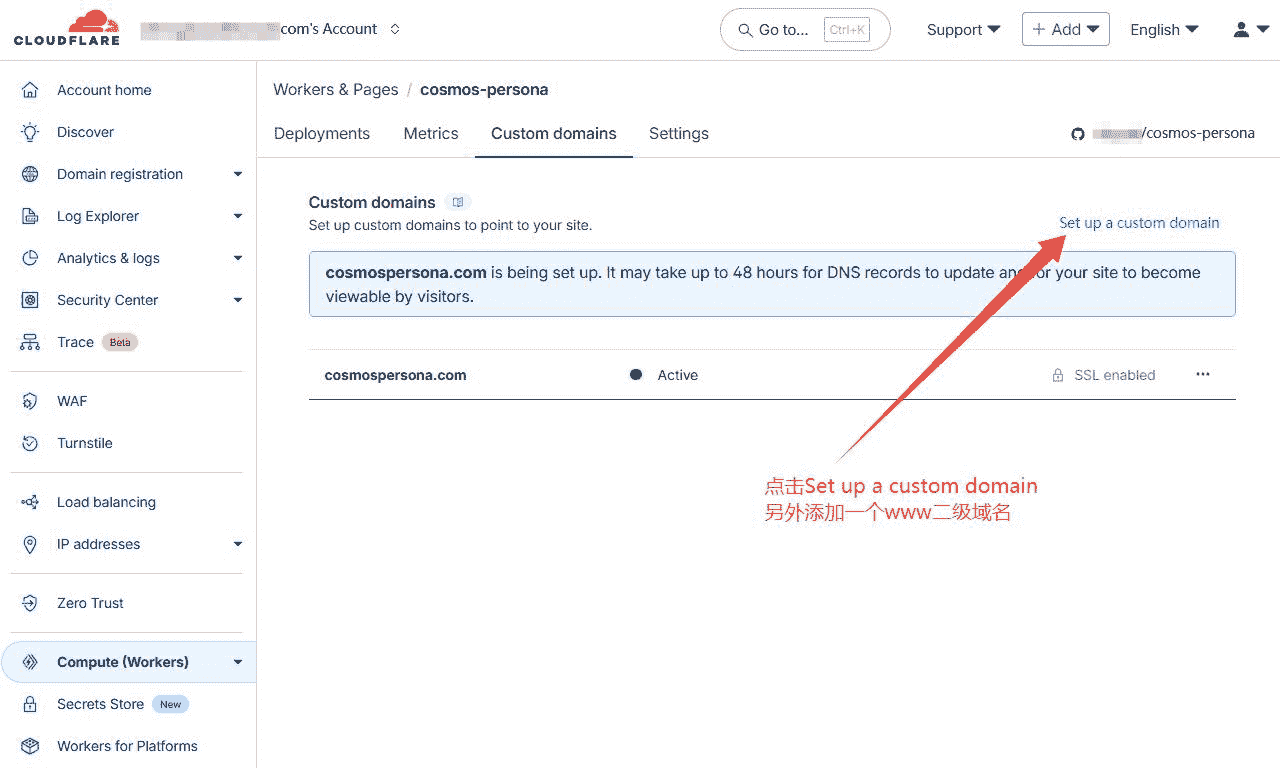 CLOUDFLARE
com's Account
Go to...
Ctrl+K
Support
Add
English
Account home
Discover
Domain registration
Log Explorer
Analytics & logs
Security Center
Trace Beta
WAF
Turnstile
Load balancing
IP addresses
Zero Trust
Compute (Workers)
Secrets Store New
Workers for Platforms
Workers & Pages / cosmos-persona
Deployments
Metrics
Custom domains
Settings
/cosmos-persona
Custom domains
Set up custom domains to point to your site.
Set up a custom domain
cosmospersona.com is being set up. It may take up to 48 hours for DNS records to update and/or your site to become
viewable by visitors.
cosmospersona.com
Active
SSL enabled
点击Set up a custom domain
另外添加一个www二级域名